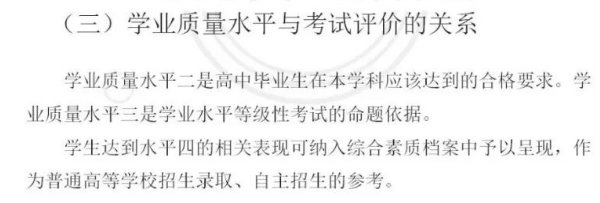 （三）学业质量水平与考试评价的关系
学业质量水平二是高中毕业生在本学科应该达到的合格要求。学
业质量水平三是学业水平等级性考试的命题依据。
学生达到水平四的相关表现可纳入综合素质档案中予以呈现，作
为普通高等学校招生录取、自主招生的参考。